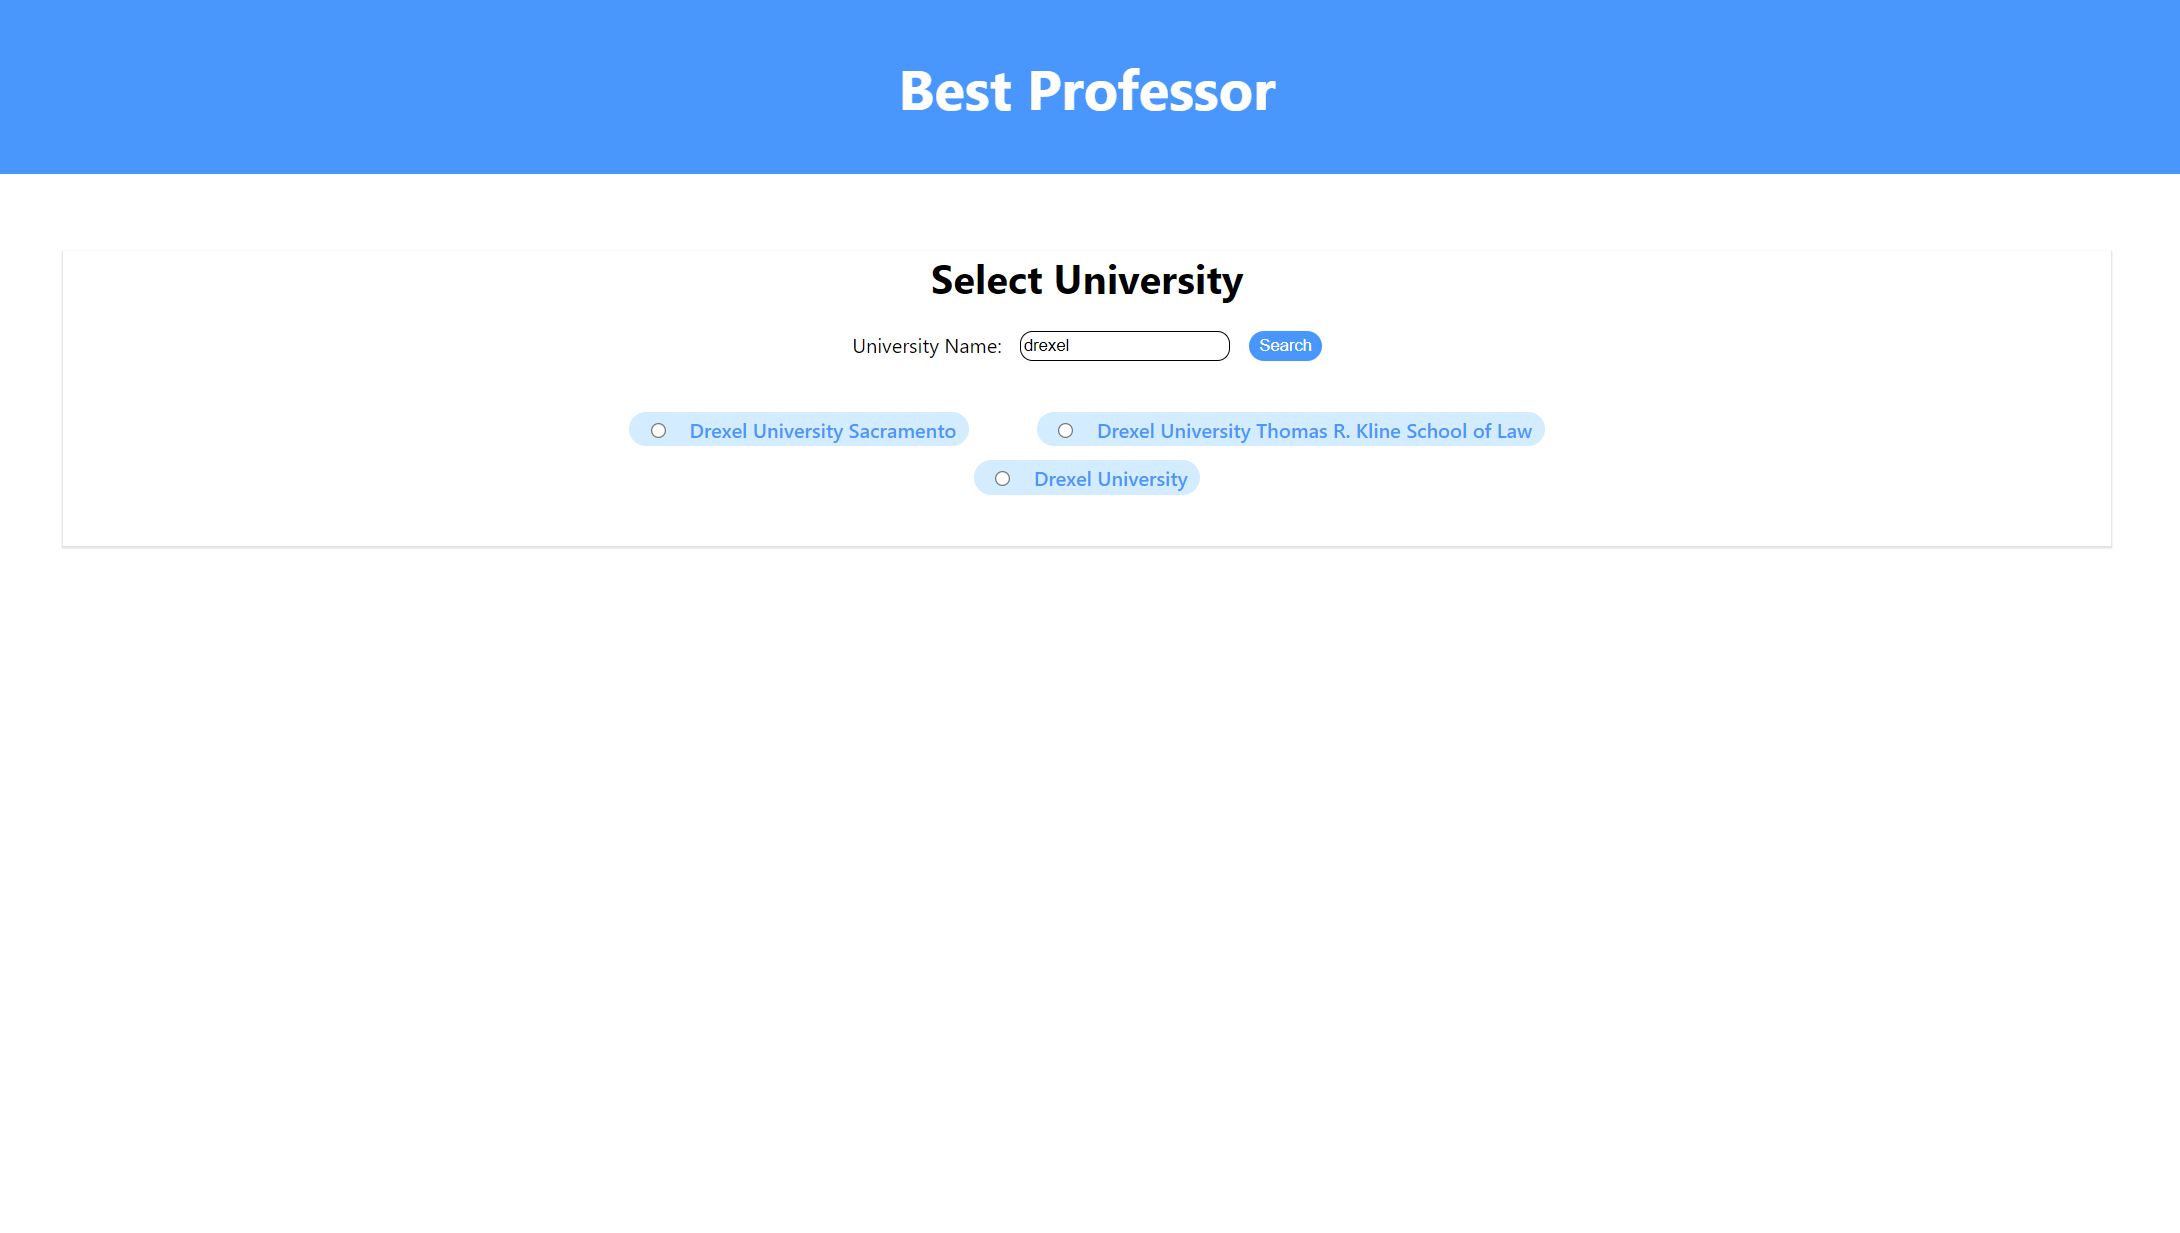 Best Professor
Select University
University Name: drexel Search
Drexel University Sacramento Drexel University Thomas R. Kline School of Law
Drexel University